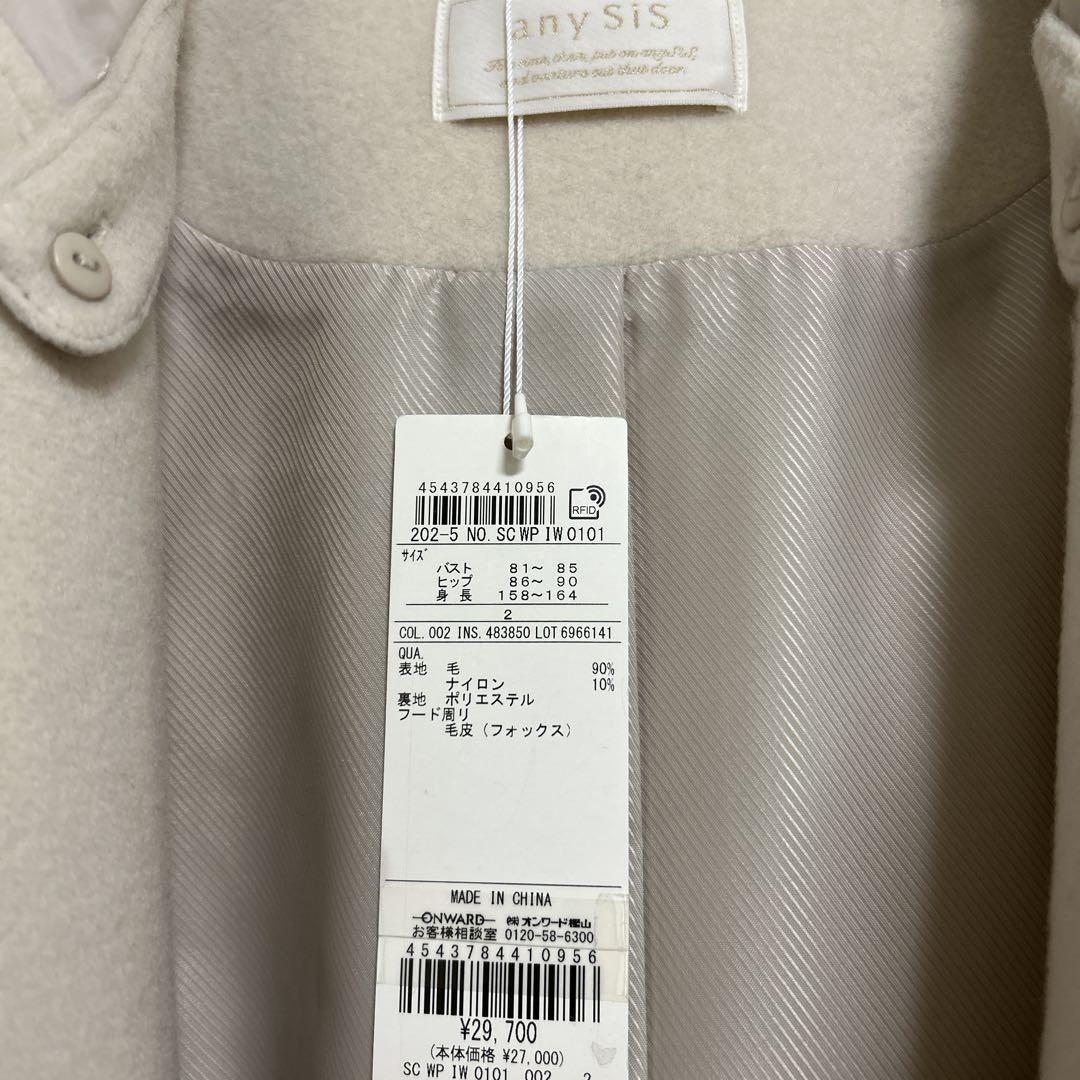 any SiS
4543784410956
RFID
202-5 NO. SC WP IW 0101
サイズ
バスト 81～ 85
ヒップ 86～ 90
身 長 158～164
2
COL. 002 INS. 483850 LOT 6966141
QUA.
表地 毛 90%
ナイロン 10%
裏地 ポリエステル
フード周リ
毛皮（フォックス）
MADE IN CHINA
ONWARD ㈱オンワード樫山
お客様相談室 0120-58-6300
4543784410956
¥29,700
(本体価格 ¥27,000)
SC WP IW 0101 002 2